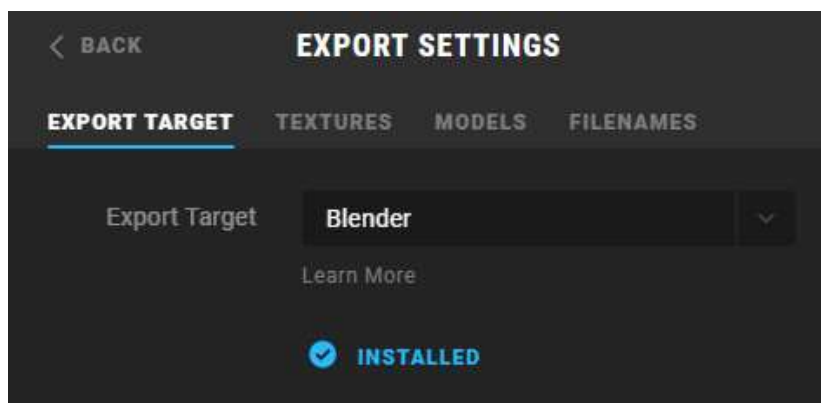 BACK EXPORT SETTINGS
EXPORT TARGET TEXTURES MODELS FILENAMES
Export Target Blender
Learn More
INSTALLED